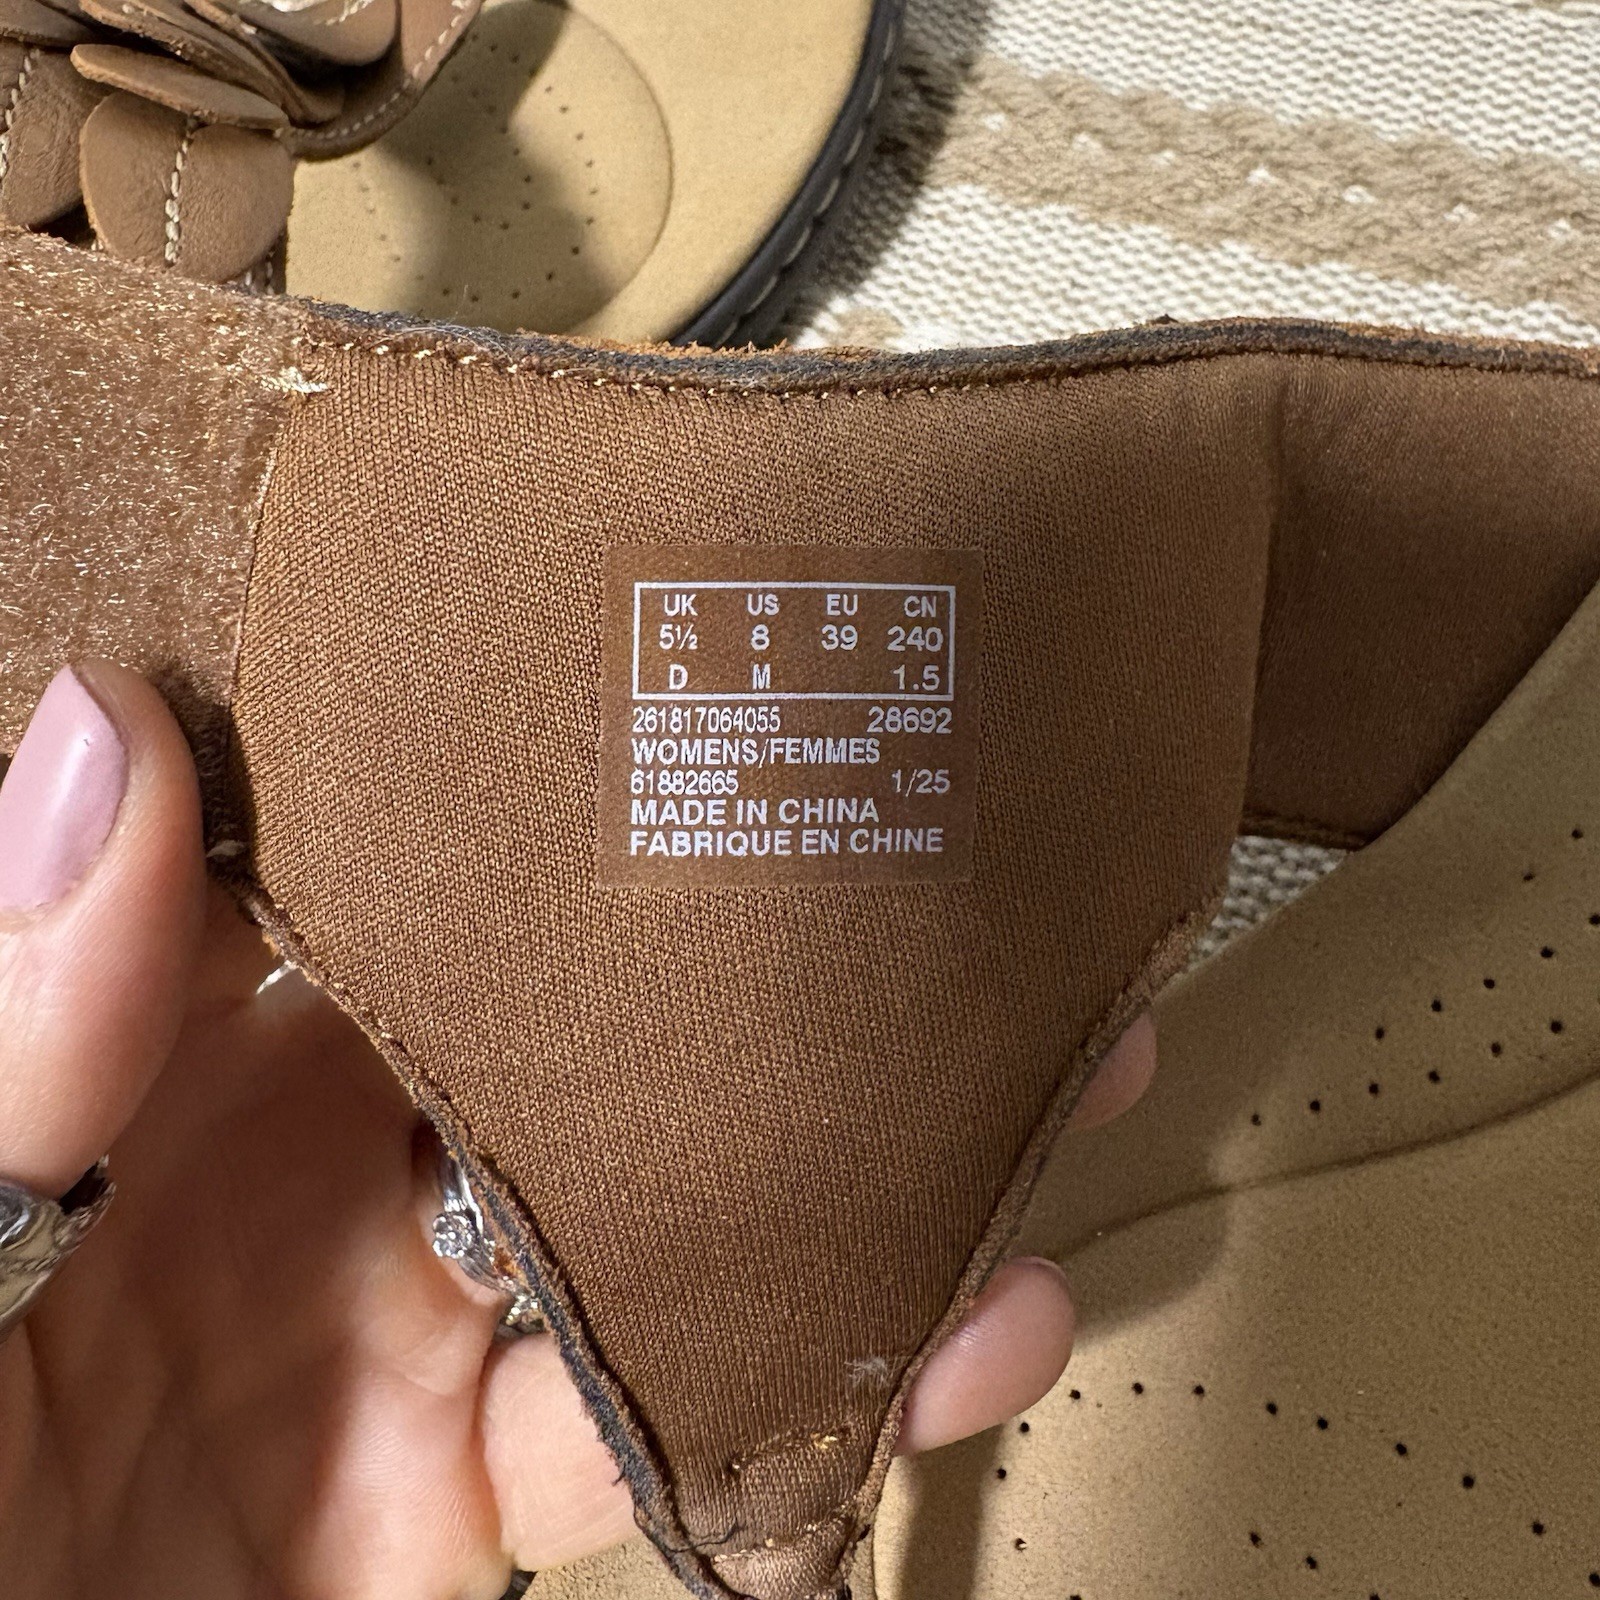 UK US EU CN
5½ 8 39 240
D M 1.5
261817064055 28692
WOMENS/FEMMES
61882665 1/25
MADE IN CHINA
FABRIQUE EN CHINE